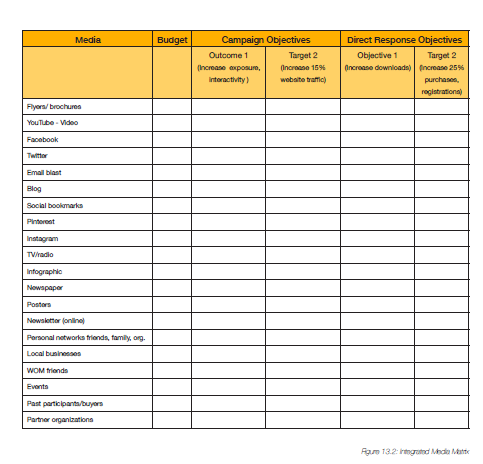 Media Budget Campaign Objectives Direct Response Objectives
Outcome 1 Target 2 Objective 1 Target 2
(Increase exposure, (Increase 15% (Increase downloads) (Increase 25%
interactivity ) website traffic) purchases,
registrations)
Flyers/ brochures
YouTube - Video
Facebook
Twitter
Email blast
Blog
Social bookmarks
Pinterest
Instagram
TV/radio
Infographic
Newspaper
Posters
Newsletter (online)
Personal networks friends, family, org.
Local businesses
WOM friends
Events
Past participants/buyers
Partner organizations
Figure 13.2: Integrated Media Matrix